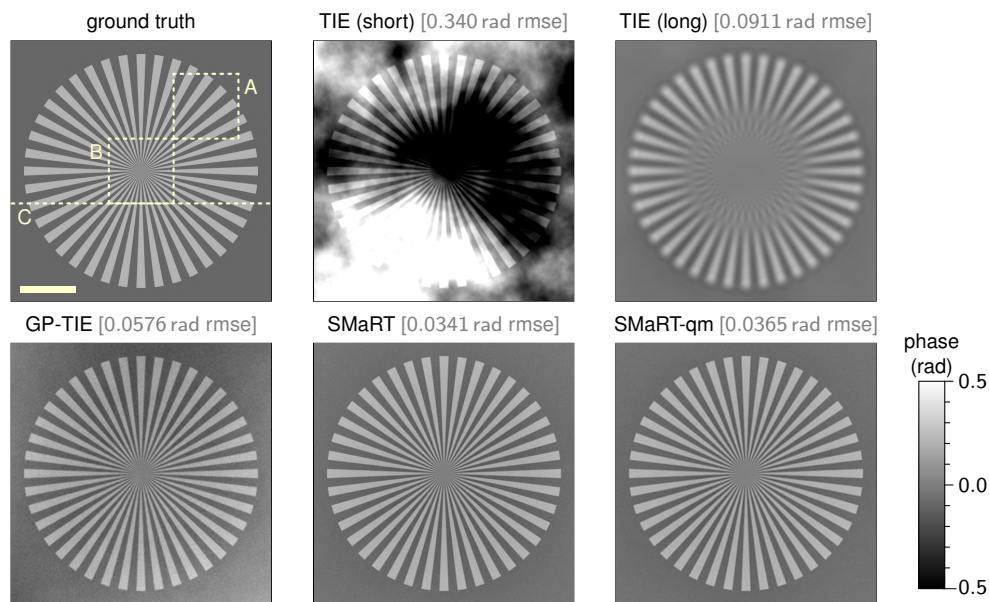 ground truth
TIE (short) [0.340 rad rmse]
TIE (long) [0.0911 rad rmse]
A
B
C
GP-TIE [0.0576 rad rmse]
SMaRT [0.0341 rad rmse]
SMaRT-qm [0.0365 rad rmse]
phase
(rad)
0.5
0.0
0.5